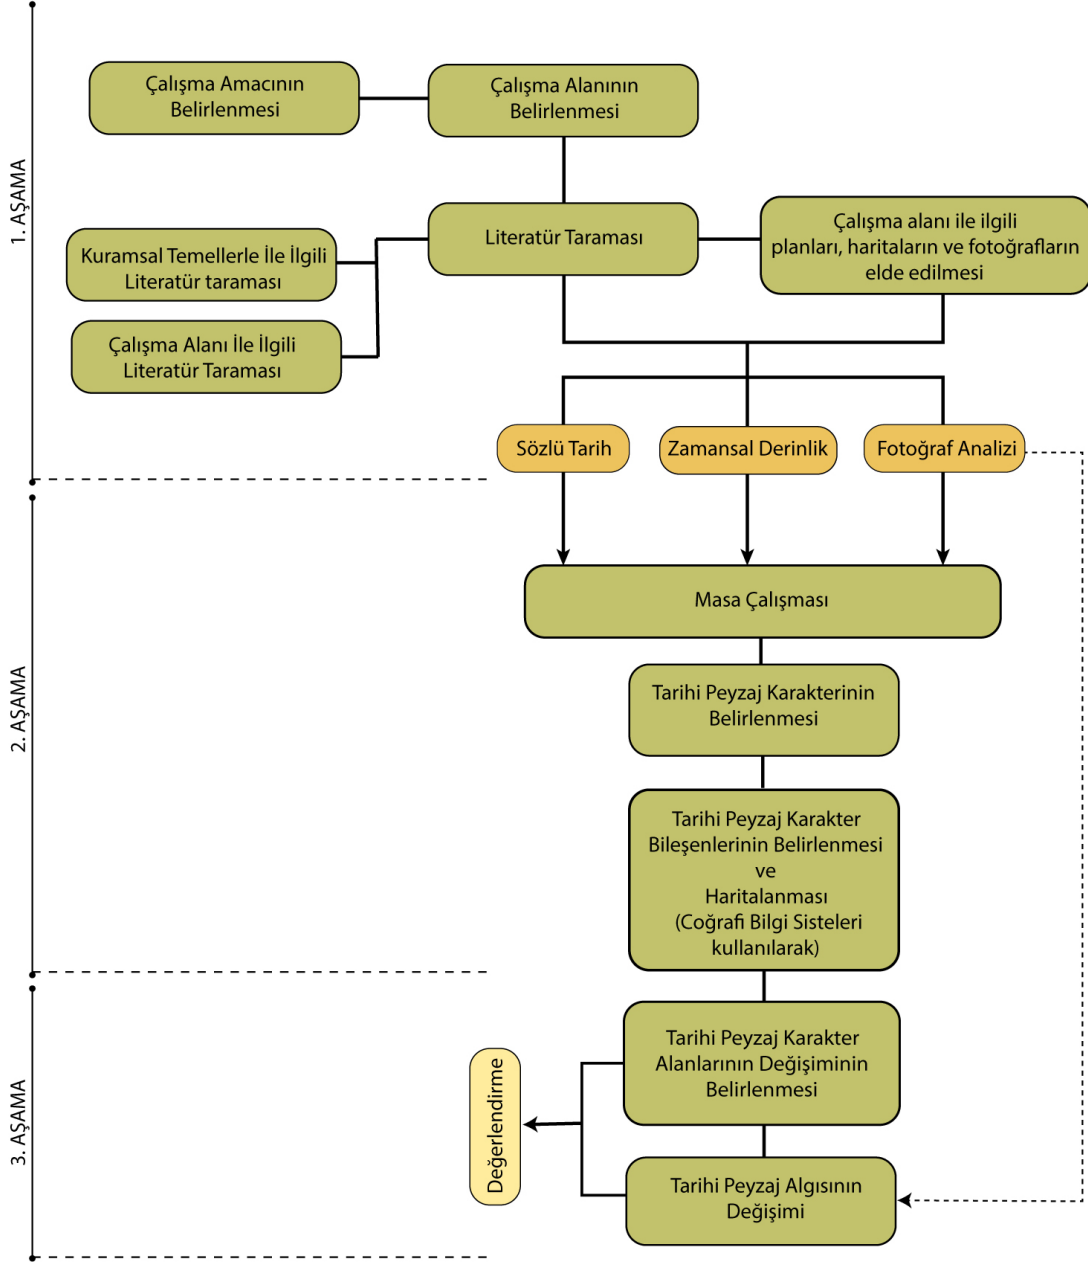 1. AŞAMA
Çalışma Amacının
Belirlenmesi
Çalışma Alanının
Belirlenmesi
Literatür Taraması
Çalışma alanı ile ilgili
planları, haritaların ve fotoğrafların
elde edilmesi
Kuramsal Temellerle İle İlgili
Literatür taraması
Çalışma Alanı İle İlgili
Literatür Taraması
Sözlü Tarih
Zamansal Derinlik
Fotoğraf Analizi
2. AŞAMA
Masa Çalışması
Tarihi Peyzaj Karakterinin
Belirlenmesi
Tarihi Peyzaj Karakter
Bileşenlerinin Belirlenmesi
ve
Haritalanması
(Coğrafi Bilgi Sisteleri
kullanılarak)
3. AŞAMA
Tarihi Peyzaj Karakter
Alanlarının Değişiminin
Belirlenmesi
Değerlendirme
Tarihi Peyzaj Algısının
Değişimi